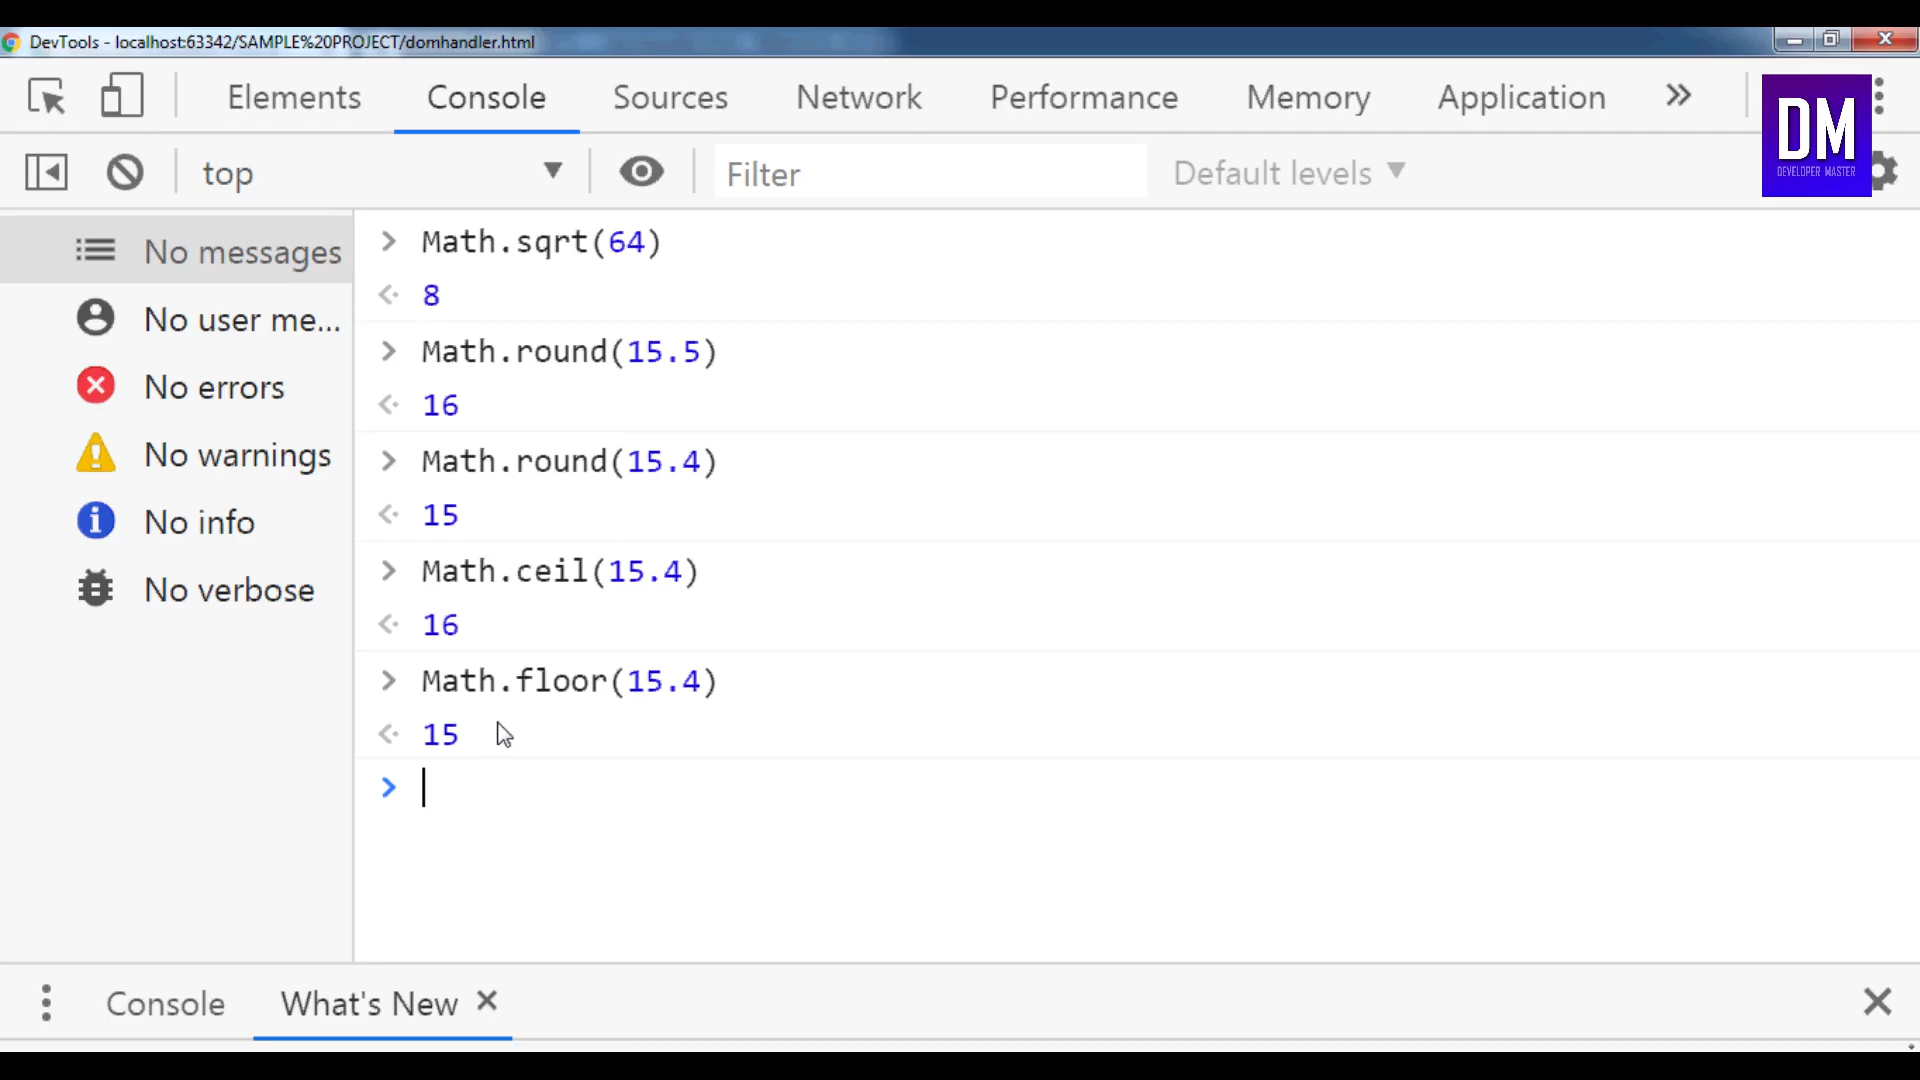 DevTools - localhost:63342/SAMPLE%20PROJECT/domhandler.html
Elements Console Sources Network Performance Memory Application »
DM
DEVELOPER MASTER
top Filter Default levels
No messages
No user me...
No errors
No warnings
No info
No verbose
> Math.sqrt(64)
8
> Math.round(15.5)
16
> Math.round(15.4)
15
> Math.ceil(15.4)
16
> Math.floor(15.4)
15
>
Console What's New